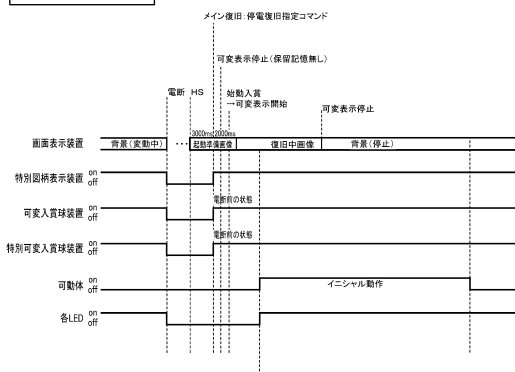 メイン復旧:停電復旧指定コマンド
可変表示停止(保留記憶無し)
電断 HS
始動入賞
→可変表示開始
可変表示停止
3000ms 2000ms
画面表示装置
背景(変動中)
・・・
起動準備画像
復旧中画像
背景(停止)
特別図柄表示装置
on
off
電断前の状態
可変入賞球装置
on
off
電断前の状態
特別可変入賞球装置
on
off
可動体
on
off
イニシャル動作
各LED
on
off